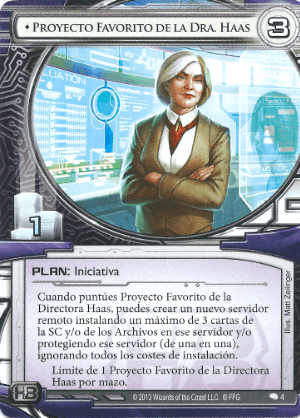 • PROYECTO FAVORITO DE LA DRA. HAAS
3
1
PLAN: Iniciativa
Cuando puntúes Proyecto Favorito de la
Directora Haas, puedes crear un nuevo servidor
remoto instalando un máximo de 3 cartas de
la SC y/o de los Archivos en ese servidor y/o
protegiendo ese servidor (de una en una),
ignorando todos los costes de instalación.
Límite de 1 Proyecto Favorito de la Directora
Haas por mazo.
Illus. Matt Zeilinger
HB
© 2013 Wizards of the Coast LLC. © FFG
4